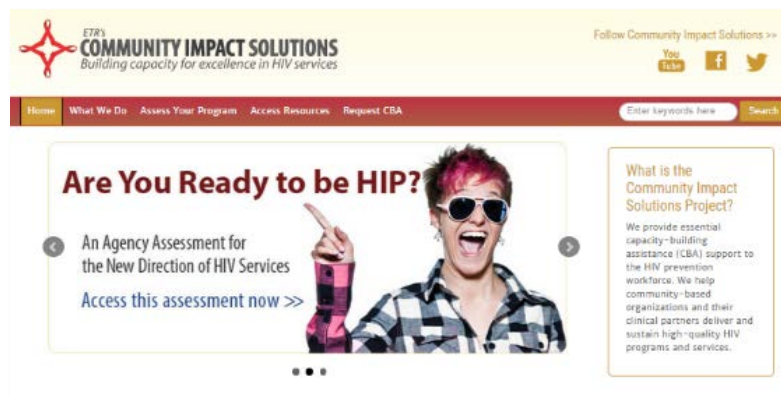 ETR's
COMMUNITY IMPACT SOLUTIONS
Building capacity for excellence in HIV services
Follow Community Impact Solutions >>
You
Tube
f
Home What We Do Assess Your Program Access Resources Request CBA
Enter keywords here Search
Are You Ready to be HIP?
An Agency Assessment for
the New Direction of HIV Services
Access this assessment now >>
What is the
Community Impact
Solutions Project?
We provide essential
capacity-building
assistance (CBA) support to
the HIV prevention
workforce. We help
community-based
organizations and their
clinical partners deliver and
sustain high-quality HIV
programs and services.